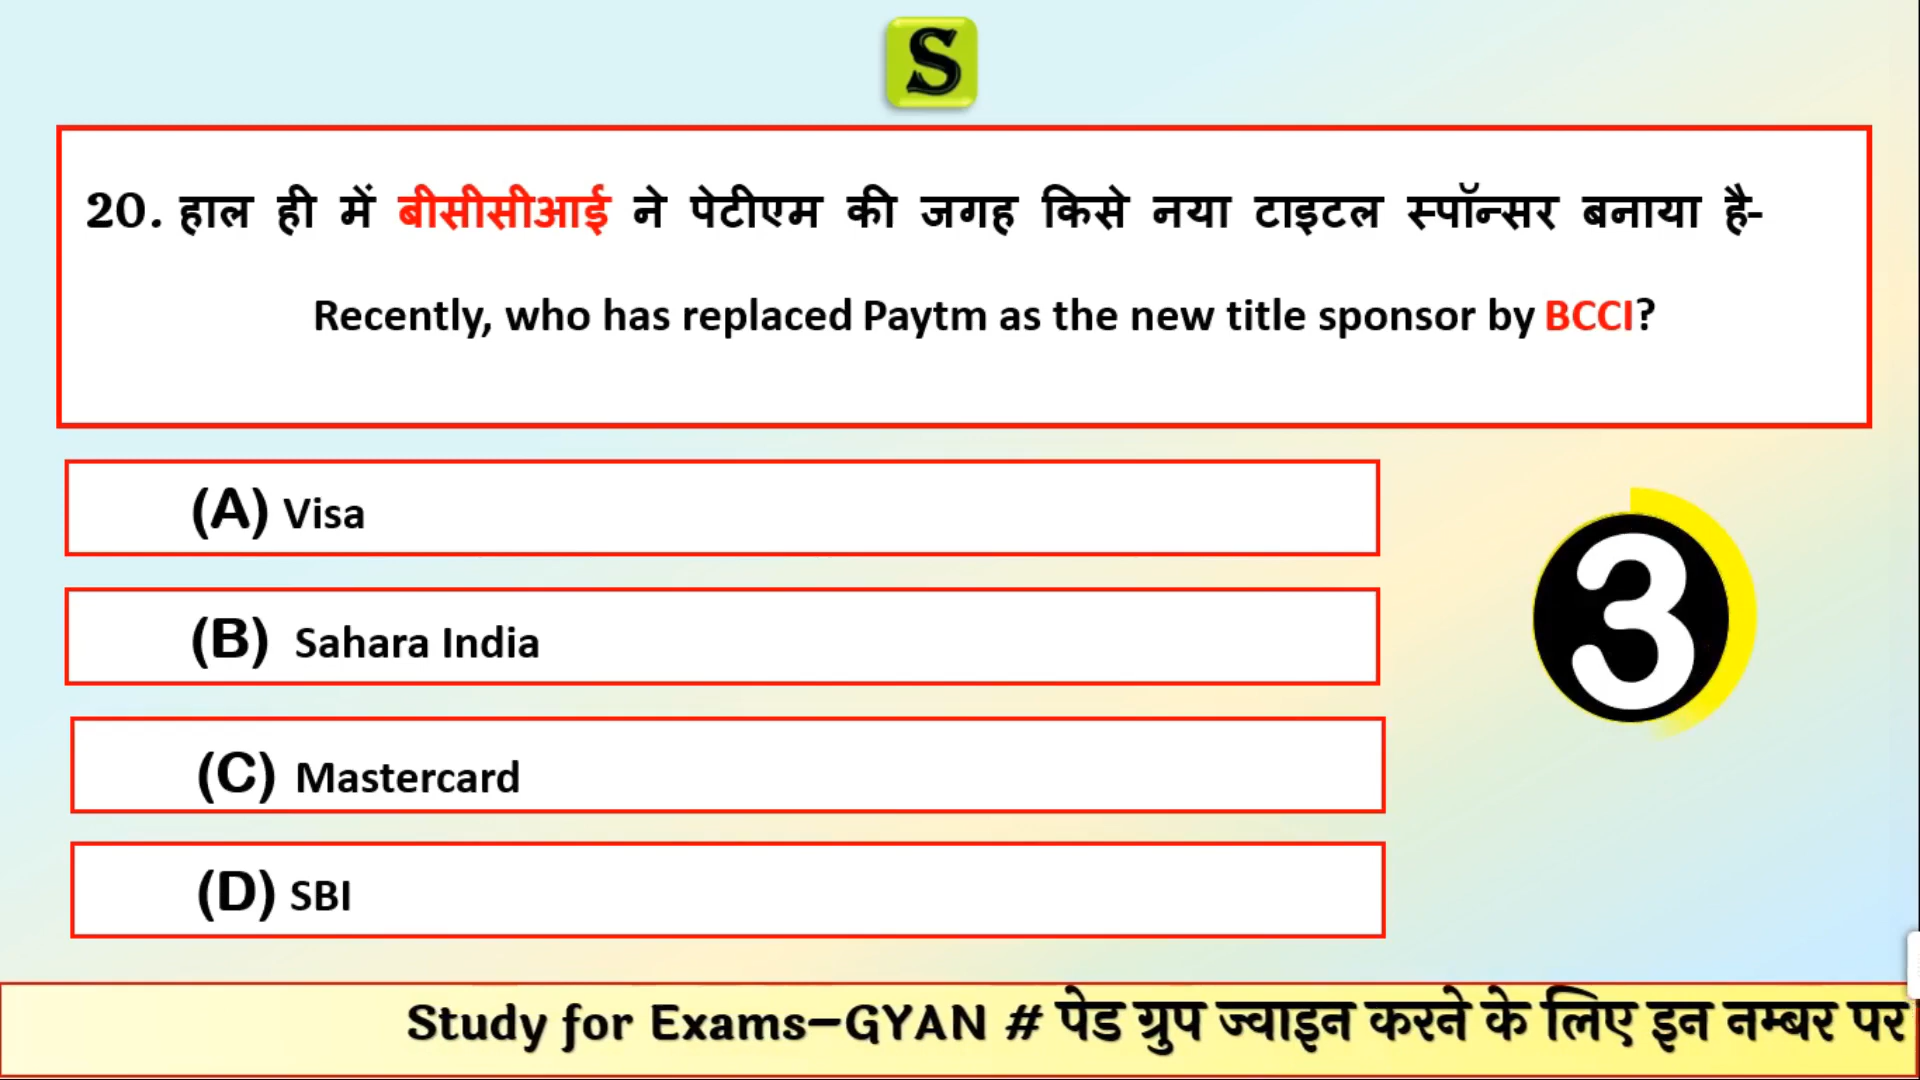 S
20. हाल ही में बीसीसीआई ने पेटीएम की जगह किसे नया टाइटल स्पॉन्सर बनाया है-
Recently, who has replaced Paytm as the new title sponsor by BCCI?
(A) Visa
(B) Sahara India
3
(C) Mastercard
(D) SBI
Study for Exams–GYAN # पेड ग्रुप ज्वाइन करने के लिए इन नम्बर पर